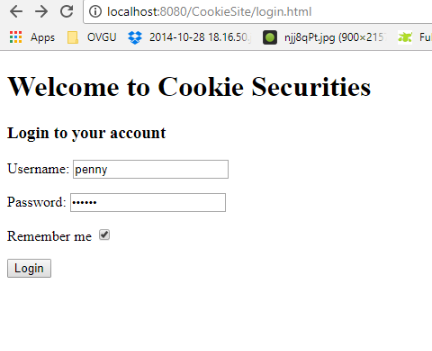 localhost:8080/CookieSite/login.html
Apps OVGU 2014-10-28 18.16.50 njj8qPt.jpg (900×215
Welcome to Cookie Securities
Login to your account
Username: penny
Password: ••••••
Remember me
Login